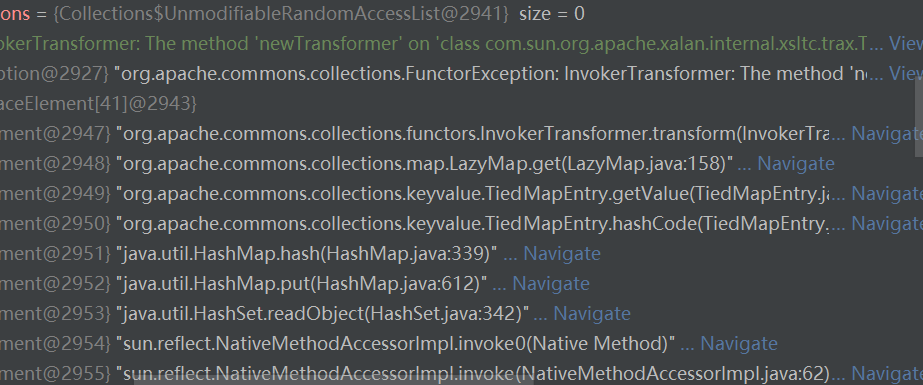 ons = {Collections$UnmodifiableRandomAccessList@2941} size = 0
okerTransformer: The method 'newTransformer' on 'class com.sun.org.apache.xalan.internal.xsltc.trax.T... View
ption@2927} "org.apache.commons.collections.FunctorException: InvokerTransformer: The method 'n... View
aceElement[41]@2943}
ment@2947} "org.apache.commons.collections.functors.InvokerTransformer.transform(InvokerTra... Navigate
ment@2948} "org.apache.commons.collections.map.LazyMap.get(LazyMap.java:158)" ... Navigate
ment@2949} "org.apache.commons.collections.keyvalue.TiedMapEntry.getValue(TiedMapEntry.ja... Navigate
ment@2950} "org.apache.commons.collections.keyvalue.TiedMapEntry.hashCode(TiedMapEntry.... Navigate
ment@2951} "java.util.HashMap.hash(HashMap.java:339)" ... Navigate
ment@2952} "java.util.HashMap.put(HashMap.java:612)" ... Navigate
ment@2953} "java.util.HashSet.readObject(HashSet.java:342)" ... Navigate
ment@2954} "sun.reflect.NativeMethodAccessorImpl.invoke0(Native Method)" ... Navigate
ment@2955} "sun.reflect.NativeMethodAccessorImpl.invoke(NativeMethodAccessorImpl.java:62)... Navigate